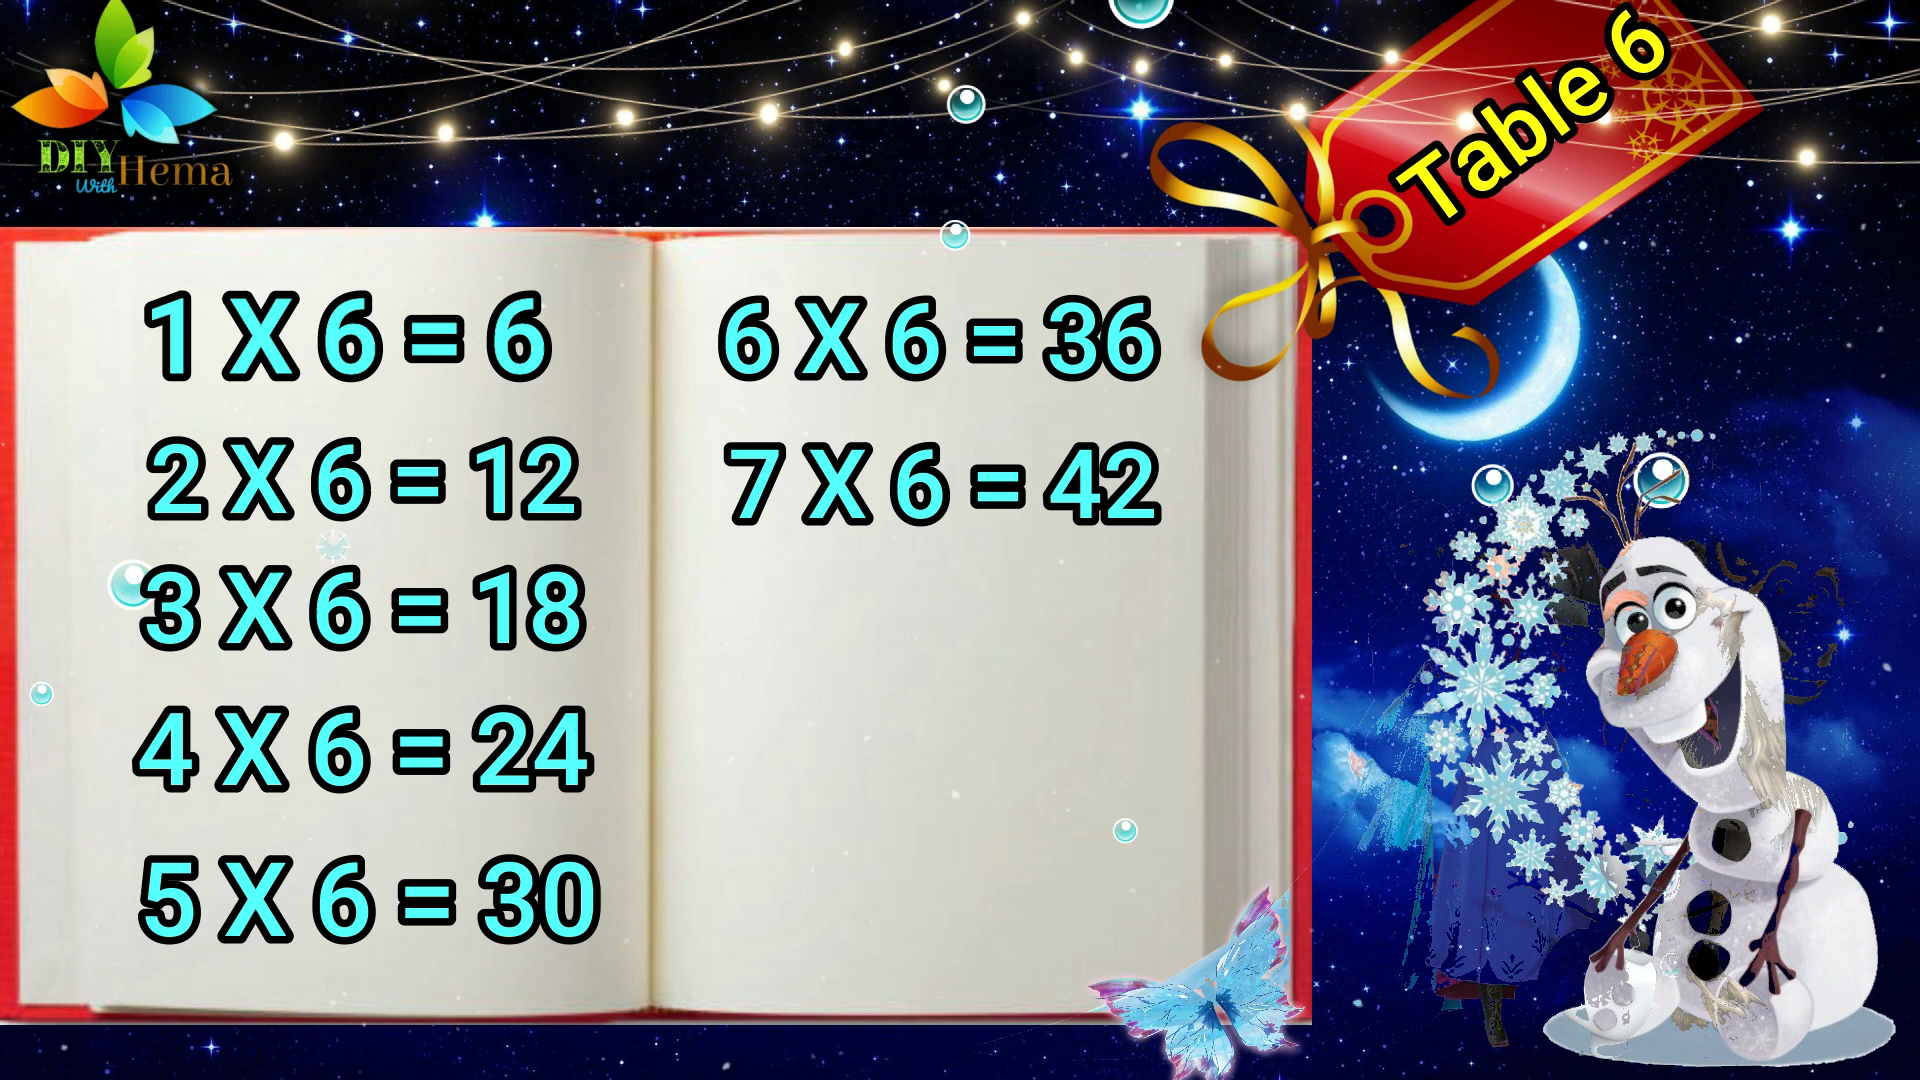 DIY
With Hema
Table 6
1 X 6 = 6
2 X 6 = 12
3 X 6 = 18
4 X 6 = 24
5 X 6 = 30
6 X 6 = 36
7 X 6 = 42